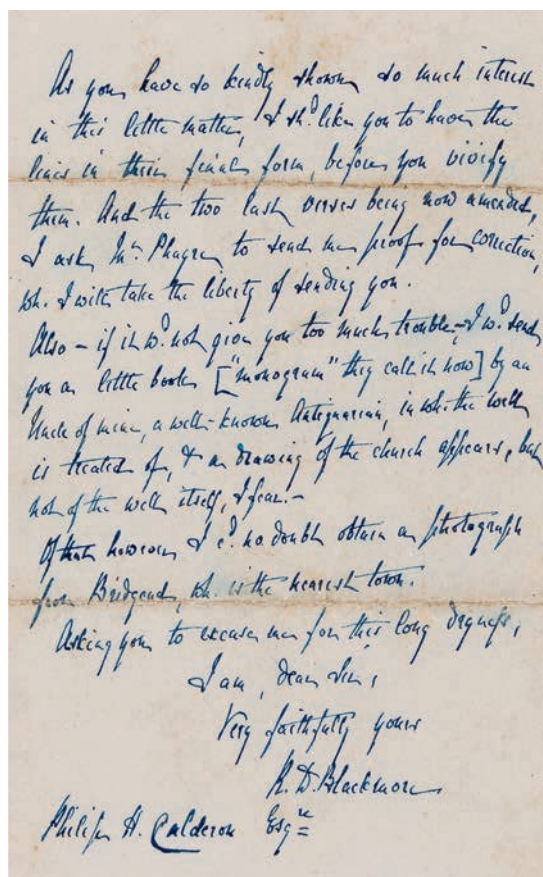 As you have so kindly shown so much interest
in this little matter, I shᵈ. like you to have the
lines in their final form, before you vivify
them. And the two last verses being now amended,
I ask Mʳ. to send me proof for correction,
wh. I will take the liberty of sending you.
Also – if it wᵈ. not give you too much trouble – I wᵈ. send
you a little book ["monogram" they call it now] by an
Uncle of mine, a well-known Antiquarian, in wh. the well
is treated of, & a drawing of the church appears, but
not of the well itself, I fear. –
Of that however I cᵈ. no doubt obtain a photograph
from Bridgend, wh. is the nearest town.
Asking you to excuse me for this long
I am, dear Sir,
Very faithfully yours
R. D. Blackmore
Philip H. Calderon Esqʳᵉ